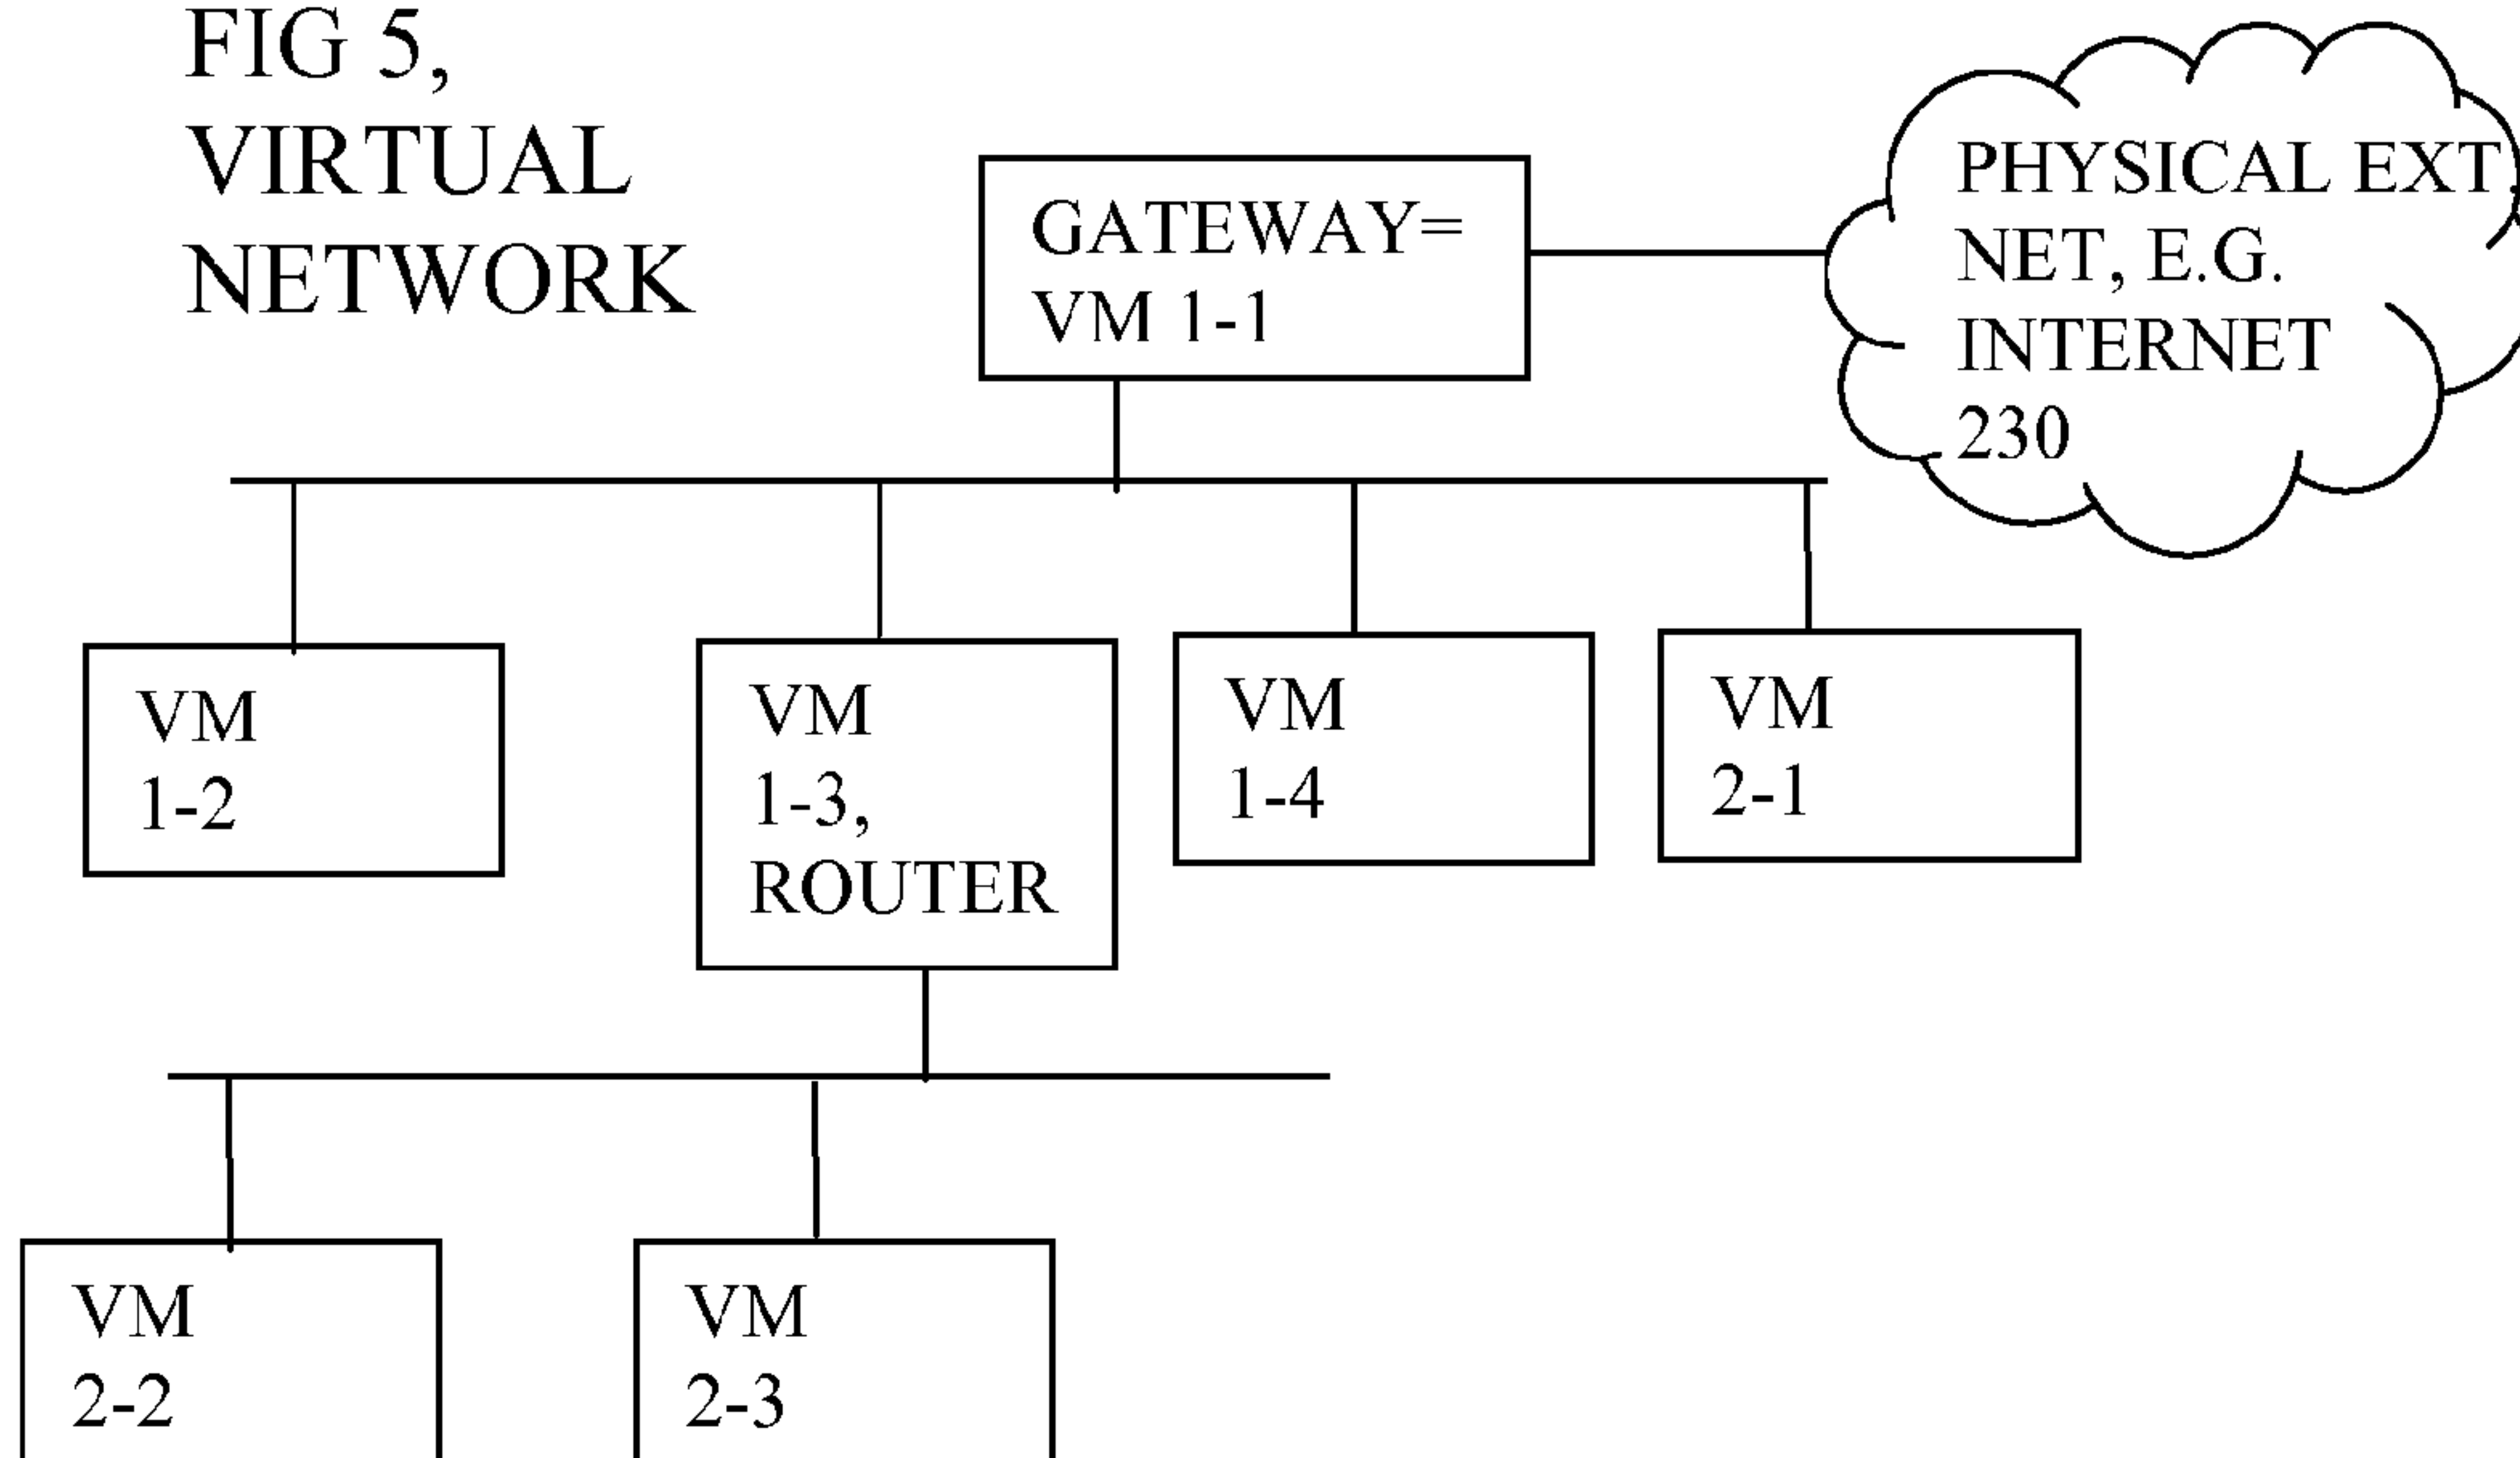 FIG 5,
VIRTUAL
NETWORK
GATEWAY=
VM 1-1
PHYSICAL EXT.
NET, E.G.
INTERNET
230
VM
1-2
VM
1-3,
ROUTER
VM
1-4
VM
2-1
VM
2-2
VM
2-3